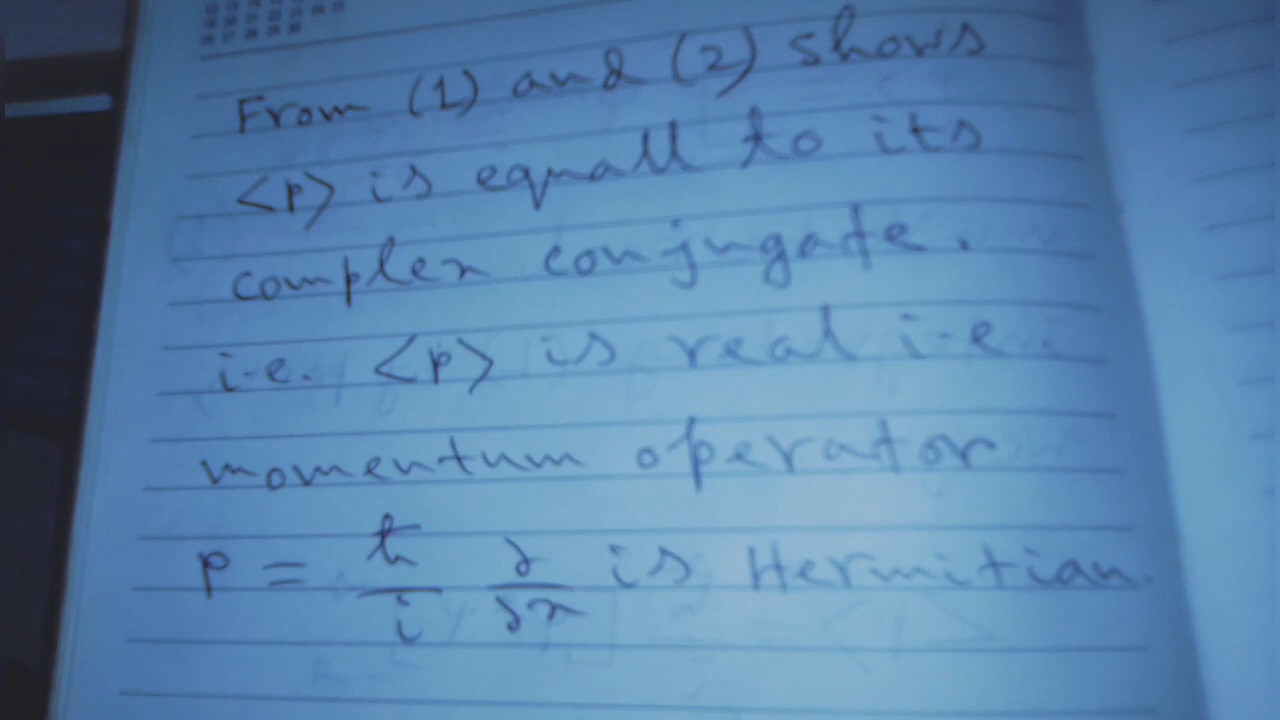 From (1) and (2) shows
<p> is equall to its
complex conjugate.
i.e. <p> is real i.e.
momentum operator
p = ħ/i ∂/∂x is Hermitian.